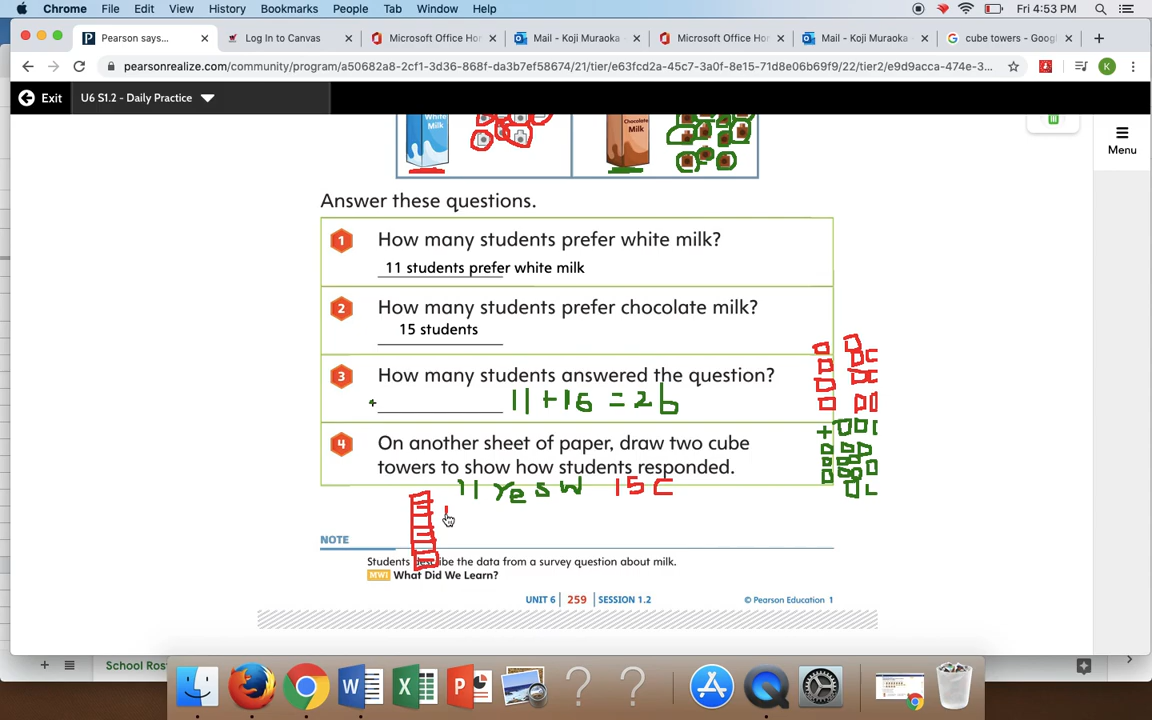 Chrome File Edit View History Bookmarks People Tab Window Help Fri 4:53 PM
Pearson says... Log In to Canvas Microsoft Office Hor Mail - Koji Muraoka - Microsoft Office Hor Mail - Koji Muraoka - cube towers - Goog
pearsonrealize.com/community/program/a50682a8-2cf1-3d36-868f-da3b7ef58674/21/tier/e63fcd2a-45c7-3a0f-8e15-71d8e06b69f9/22/tier2/e9d9acca-474e-3... K
Exit U6 S1.2 - Daily Practice
Menu
White Milk
Chocolate Milk
Answer these questions.
1 How many students prefer white milk?
11 students prefer white milk
2 How many students prefer chocolate milk?
15 students
3 How many students answered the question?
+ 11 + 16 = 26
4 On another sheet of paper, draw two cube
towers to show how students responded.
11 Yes W 15 C
NOTE
Students describe the data from a survey question about milk.
MWI What Did We Learn?
UNIT 6 259 SESSION 1.2 © Pearson Education 1
+ School Ros